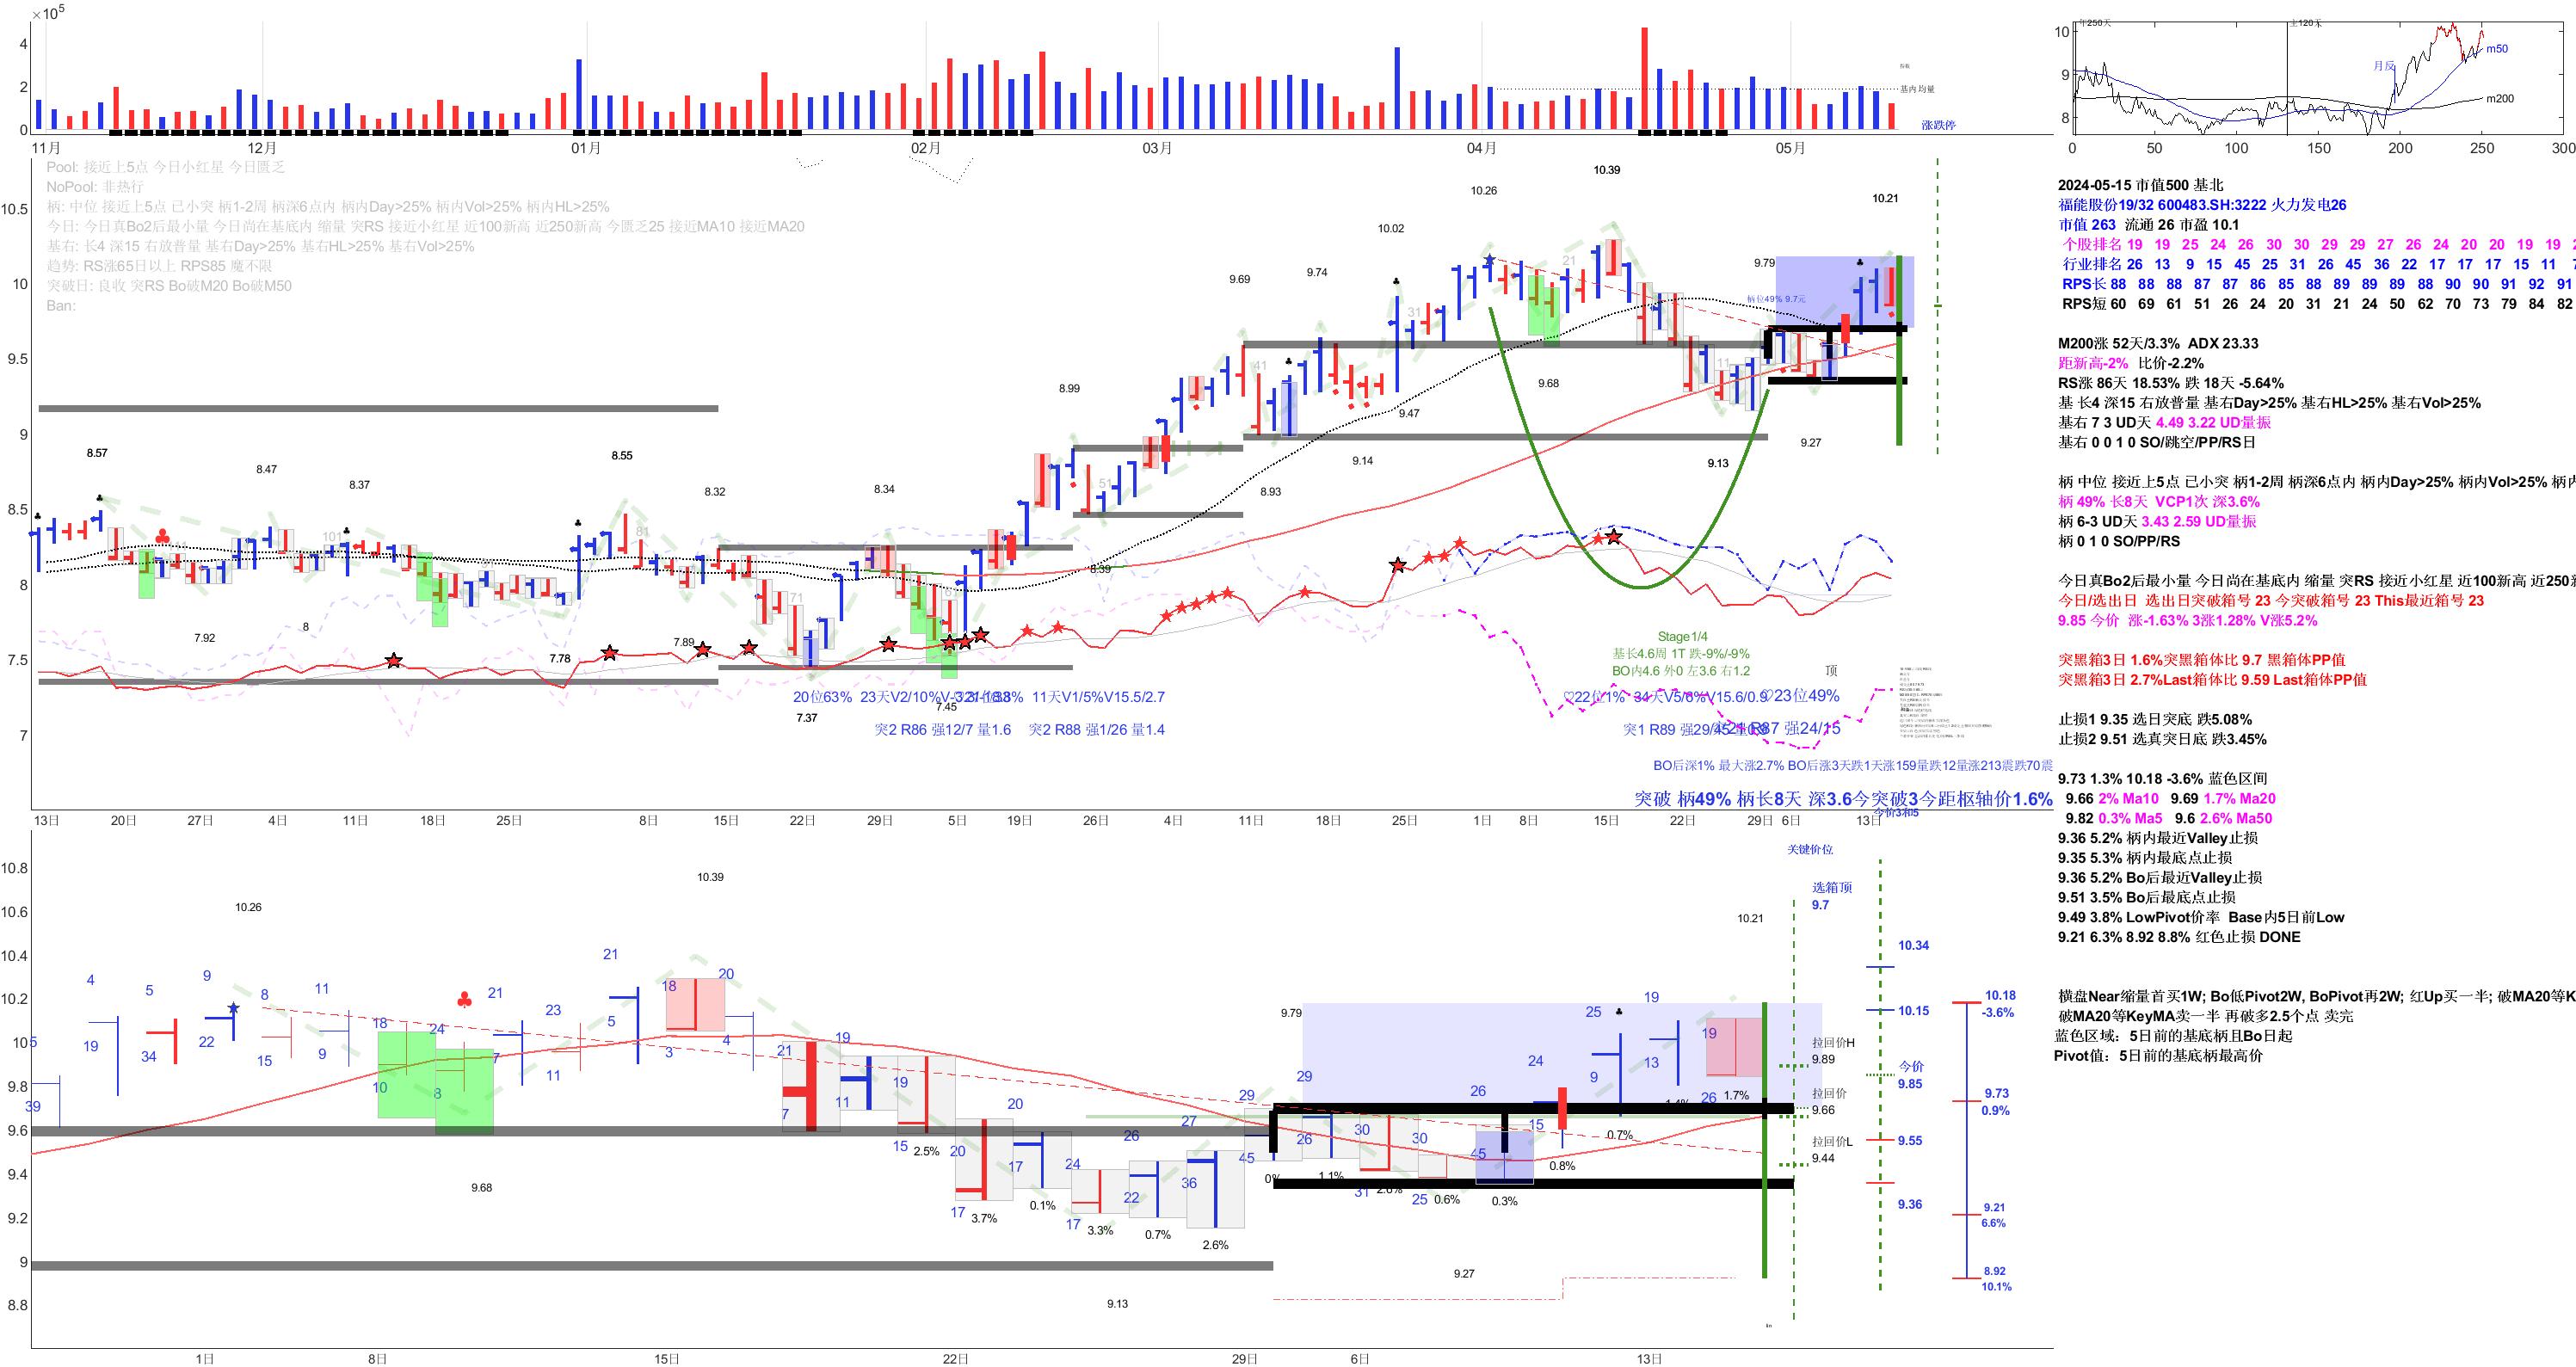 ×10⁵
4
2
0
基内均量
涨跌停
11月 12月 01月 02月 03月 04月 05月
Pool: 接近上5点 今日小红星 今日匮乏
NoPool: 非热行
柄: 中位 接近上5点 已小突 柄1-2周 柄深6点内 柄内Day>25% 柄内Vol>25% 柄内HL>25%
今日: 今日真Bo2后最小量 今日尚在基底内 缩量 突RS 接近小红星 近100新高 近250新高 今匮乏25 接近MA10 接近MA20
基右: 长4 深15 右放普量 基右Day>25% 基右HL>25% 基右Vol>25%
趋势: RS涨65日以上 RPS85 魔不限
突破日: 良收 突RS Bo破M20 Bo破M50
Ban:
10.5
10
9.5
9
8.5
8
7.5
7
8.57 8.47 8.37 8.55 8.32 8.34 8.99 9.69 9.74 10.02 10.26 10.39 9.79 10.21
7.92 8 7.78 7.89 7.37 7.45 8.39 8.93 9.14 9.47 9.68 9.13 9.27
柄位49% 9.7元
Stage1/4
基长4.6周 1T 跌-9%/-9%
BO内4.6 外0 左3.6 右1.2
顶
20位63% 23天V2/10%V-3.3
11天V1/5%V15.5/2.7
♡22位1% 34天V5/6%V15.6/0.9
♡23位49%
突2 R86 强12/7 量1.6 突2 R88 强1/26 量1.4
突1 R89 强29/45
R87 强24/15
BO后深1% 最大涨2.7% BO后涨3天跌1天涨159量跌12量涨213震跌70震
突破 柄49% 柄长8天 深3.6今突破3今距枢轴价1.6%
今价3和5
13日 20日 27日 4日 11日 18日 25日 8日 15日 22日 29日 5日 19日 26日 4日 11日 18日 25日 1日 8日 15日 22日 29日 6日 13日
10.8
10.6
10.4
10.2
10
9.8
9.6
9.4
9.2
9
8.8
10.26 10.39 9.79 10.21
9.68 9.13 9.27
2.5% 3.7% 0.1% 3.3% 0.7% 2.6% 0% 1.1% 2.6% 0.6% 0.3% 0.8% 0.7% 1.4% 1.7%
关键价位
选箱顶
9.7
拉回价H
9.89
拉回价
9.66
拉回价L
9.44
10.34
10.15
今价
9.85
9.55
9.36
10.18
-3.6%
9.73
0.9%
9.21
6.6%
8.92
10.1%
1日 8日 15日 22日 29日 6日 13日
年250天 上120天
10
9
8
月反
m50
m200
0 50 100 150 200 250 300
2024-05-15 市值500 基北
福能股份19/32 600483.SH:3222 火力发电26
市值 263 流通 26 市盈 10.1
个股排名 19 19 25 24 26 30 30 29 29 27 26 24 20 20 19 19
行业排名 26 13 9 15 45 25 31 26 45 36 22 17 17 17 15 11
RPS长 88 88 88 87 87 86 85 88 89 89 89 88 90 90 91 92 91
RPS短 60 69 61 51 26 24 20 31 21 24 50 62 70 73 79 84 82
M200涨 52天/3.3% ADX 23.33
距新高-2% 比价-2.2%
RS涨 86天 18.53% 跌 18天 -5.64%
基 长4 深15 右放普量 基右Day>25% 基右HL>25% 基右Vol>25%
基右 7 3 UD天 4.49 3.22 UD量振
基右 0 0 1 0 SO/跳空/PP/RS日
柄 中位 接近上5点 已小突 柄1-2周 柄深6点内 柄内Day>25% 柄内Vol>25% 柄内
柄 49% 长8天 VCP1次 深3.6%
柄 6-3 UD天 3.43 2.59 UD量振
柄 0 1 0 SO/PP/RS
今日真Bo2后最小量 今日尚在基底内 缩量 突RS 接近小红星 近100新高 近250新
今日/选出日 选出日突破箱号 23 今突破箱号 23 This最近箱号 23
9.85 今价 涨-1.63% 3涨1.28% V涨5.2%
突黑箱3日 1.6%突黑箱体比 9.7 黑箱体PP值
突黑箱3日 2.7%Last箱体比 9.59 Last箱体PP值
止损1 9.35 选日突底 跌5.08%
止损2 9.51 选真突日底 跌3.45%
9.73 1.3% 10.18 -3.6% 蓝色区间
9.66 2% Ma10 9.69 1.7% Ma20
9.82 0.3% Ma5 9.6 2.6% Ma50
9.36 5.2% 柄内最近Valley止损
9.35 5.3% 柄内最底点止损
9.36 5.2% Bo后最近Valley止损
9.51 3.5% Bo后最底点止损
9.49 3.8% LowPivot价率 Base内5日前Low
9.21 6.3% 8.92 8.8% 红色止损 DONE
横盘Near缩量首买1W; Bo低Pivot2W, BoPivot再2W; 红Up买一半; 破MA20等K
破MA20等KeyMA卖一半 再破多2.5个点 卖完
蓝色区域：5日前的基底柄且Bo日起
Pivot值：5日前的基底柄最高价